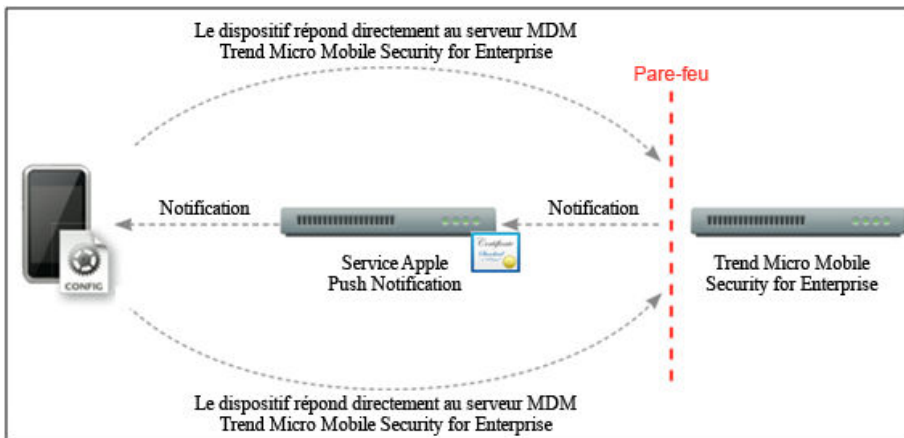 Le dispositif répond directement au serveur MDM
Trend Micro Mobile Security for Enterprise
Pare-feu
Notification
Notification
CONFIG
Certificate
Service Apple
Push Notification
Trend Micro Mobile
Security for Enterprise
Le dispositif répond directement au serveur MDM
Trend Micro Mobile Security for Enterprise